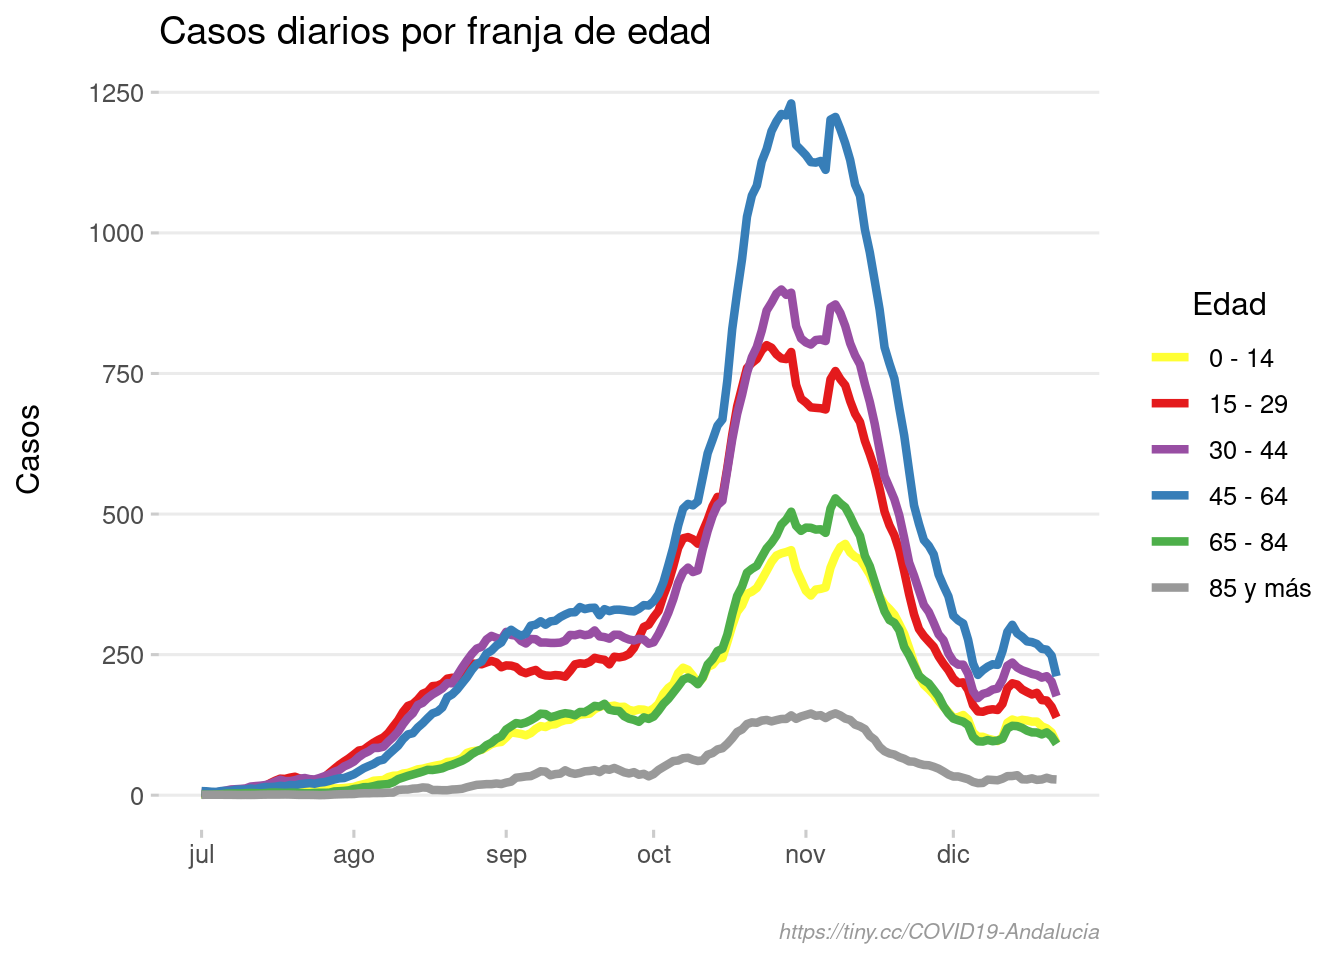 Casos diarios por franja de edad
1250
1000
750
500
250
0
Casos
jul
ago
sep
oct
nov
dic
Edad
0 - 14
15 - 29
30 - 44
45 - 64
65 - 84
85 y más
https://tiny.cc/COVID19-Andalucia